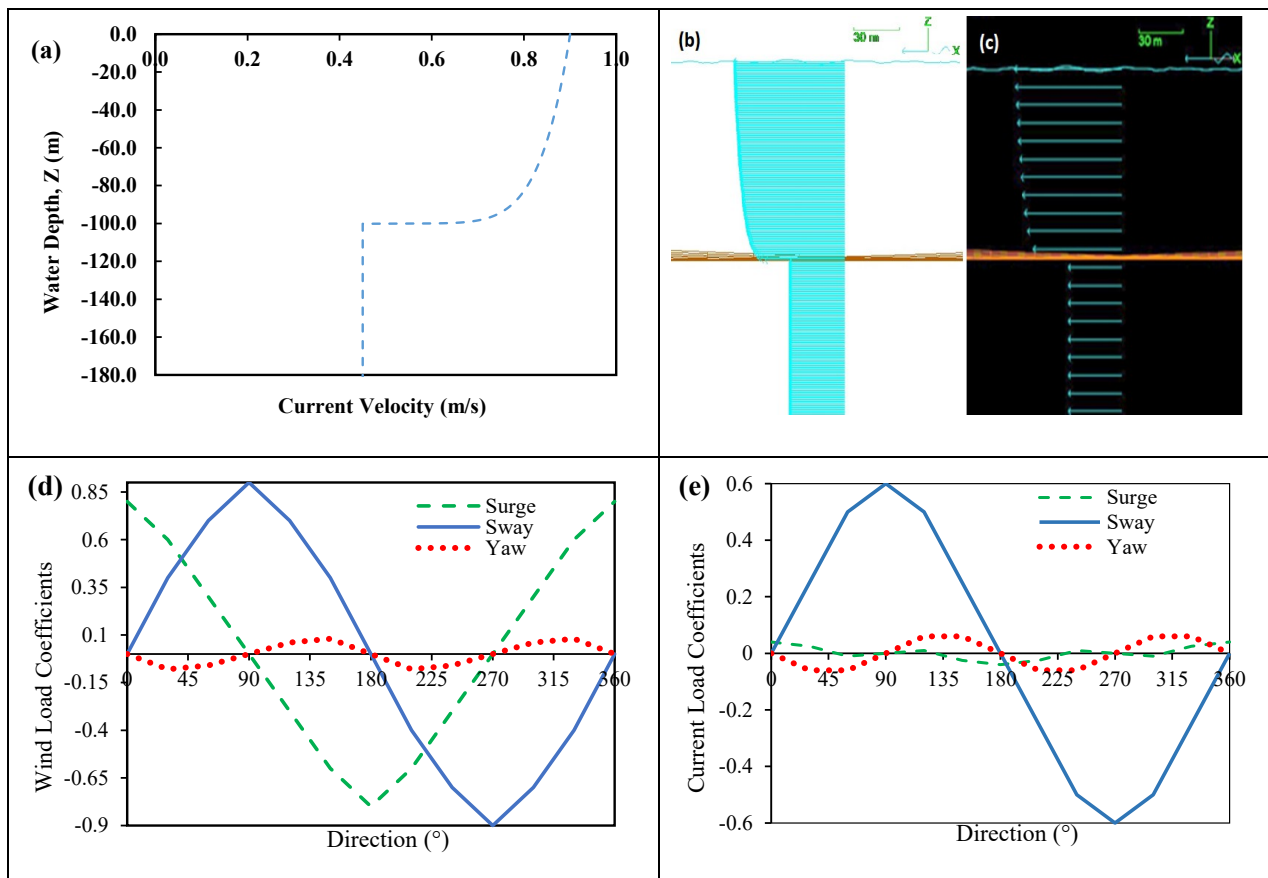 (a)
0.0 0.2 0.4 0.6 0.8 1.0
0.0
-20.0
-40.0
-60.0
-80.0
-100.0
-120.0
-140.0
-160.0
-180.0
Water Depth, Z (m)
Current Velocity (m/s)
(b)
30 m
Z
X
(c)
30 m
Z
X
(d)
Surge
Sway
Yaw
0.85
0.6
0.35
0.1
-0.15
-0.4
-0.65
-0.9
0 45 90 135 180 225 270 315 360
Wind Load Coefficients
Direction (°)
(e)
Surge
Sway
Yaw
0.6
0.4
0.2
0
-0.2
-0.4
-0.6
0 45 90 135 180 225 270 315 360
Current Load Coefficients
Direction (°)